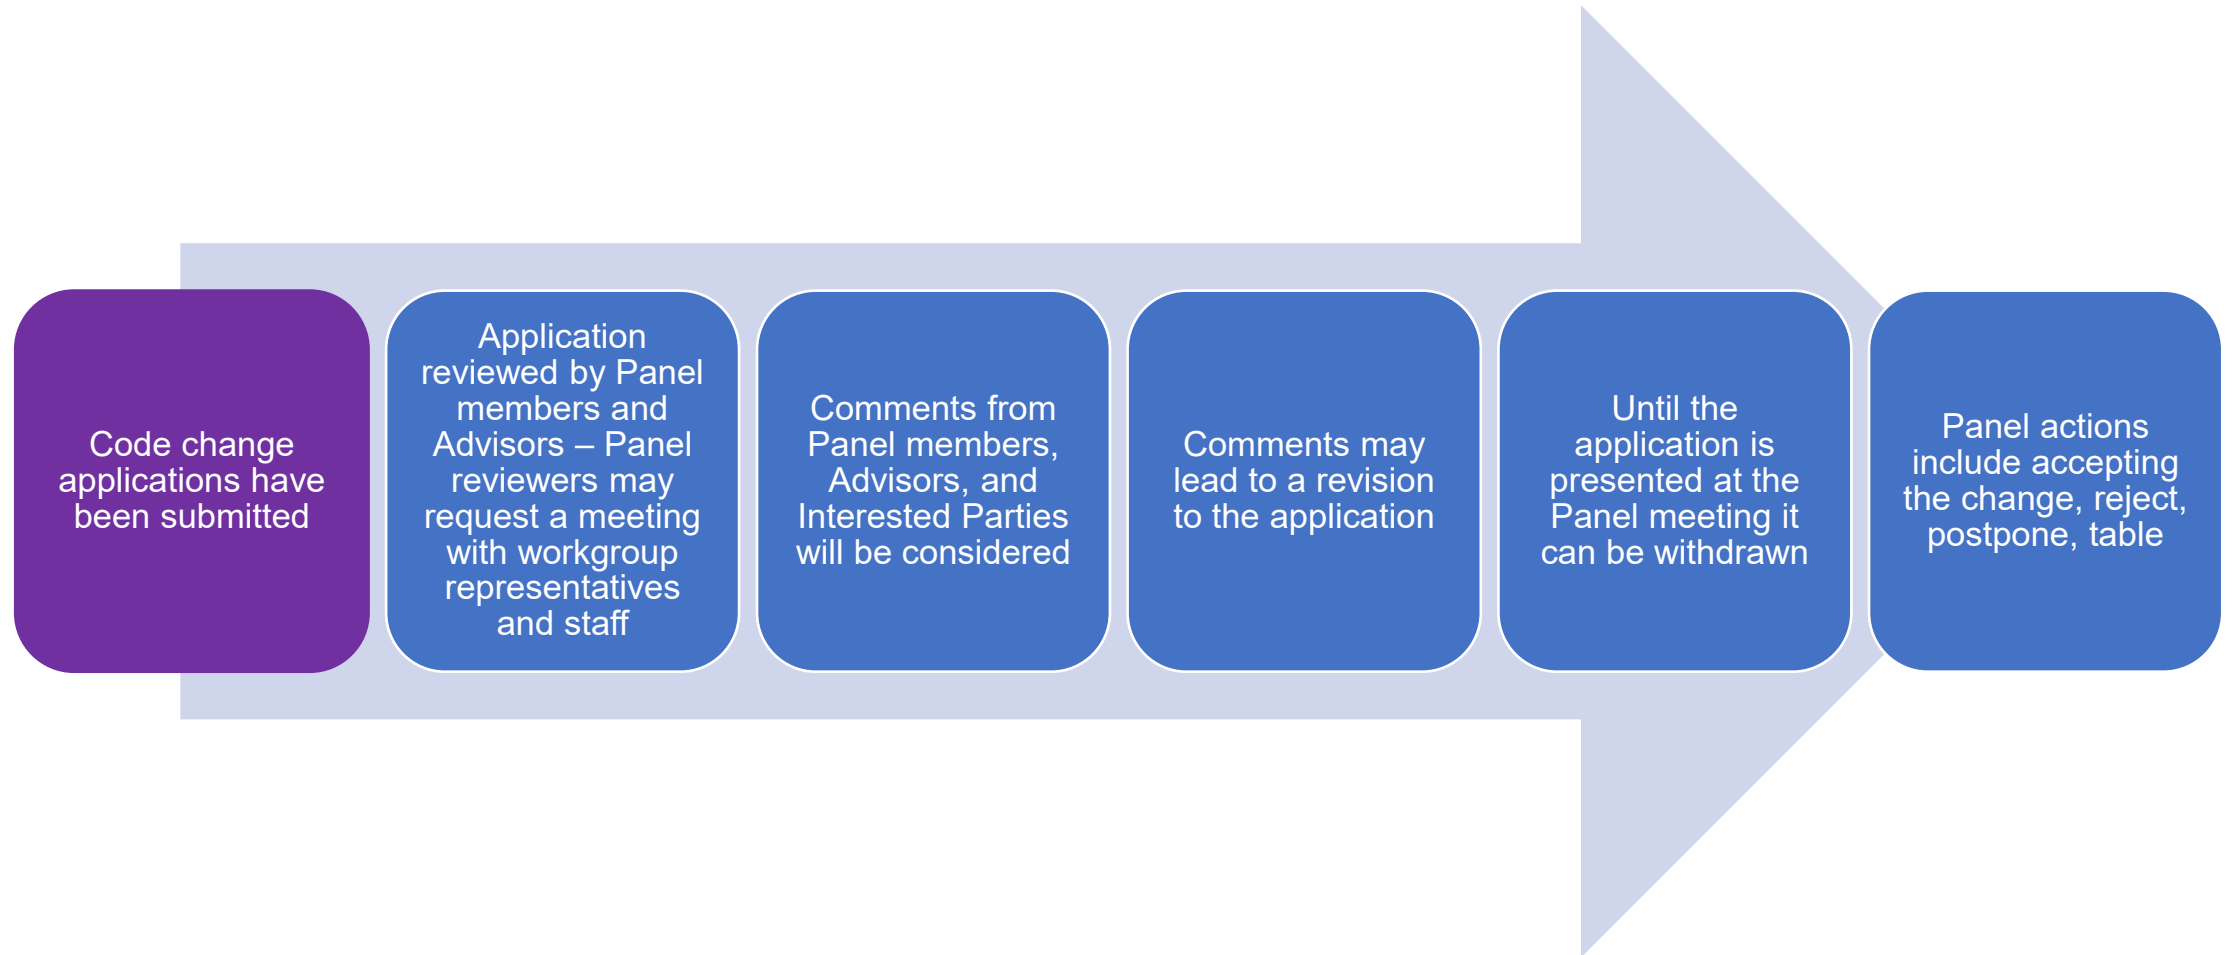 Code change
applications have
been submitted
Application
reviewed by Panel
members and
Advisors – Panel
reviewers may
request a meeting
with workgroup
representatives
and staff
Comments from
Panel members,
Advisors, and
Interested Parties
will be considered
Comments may
lead to a revision
to the application
Until the
application is
presented at the
Panel meeting it
can be withdrawn
Panel actions
include accepting
the change, reject,
postpone, table